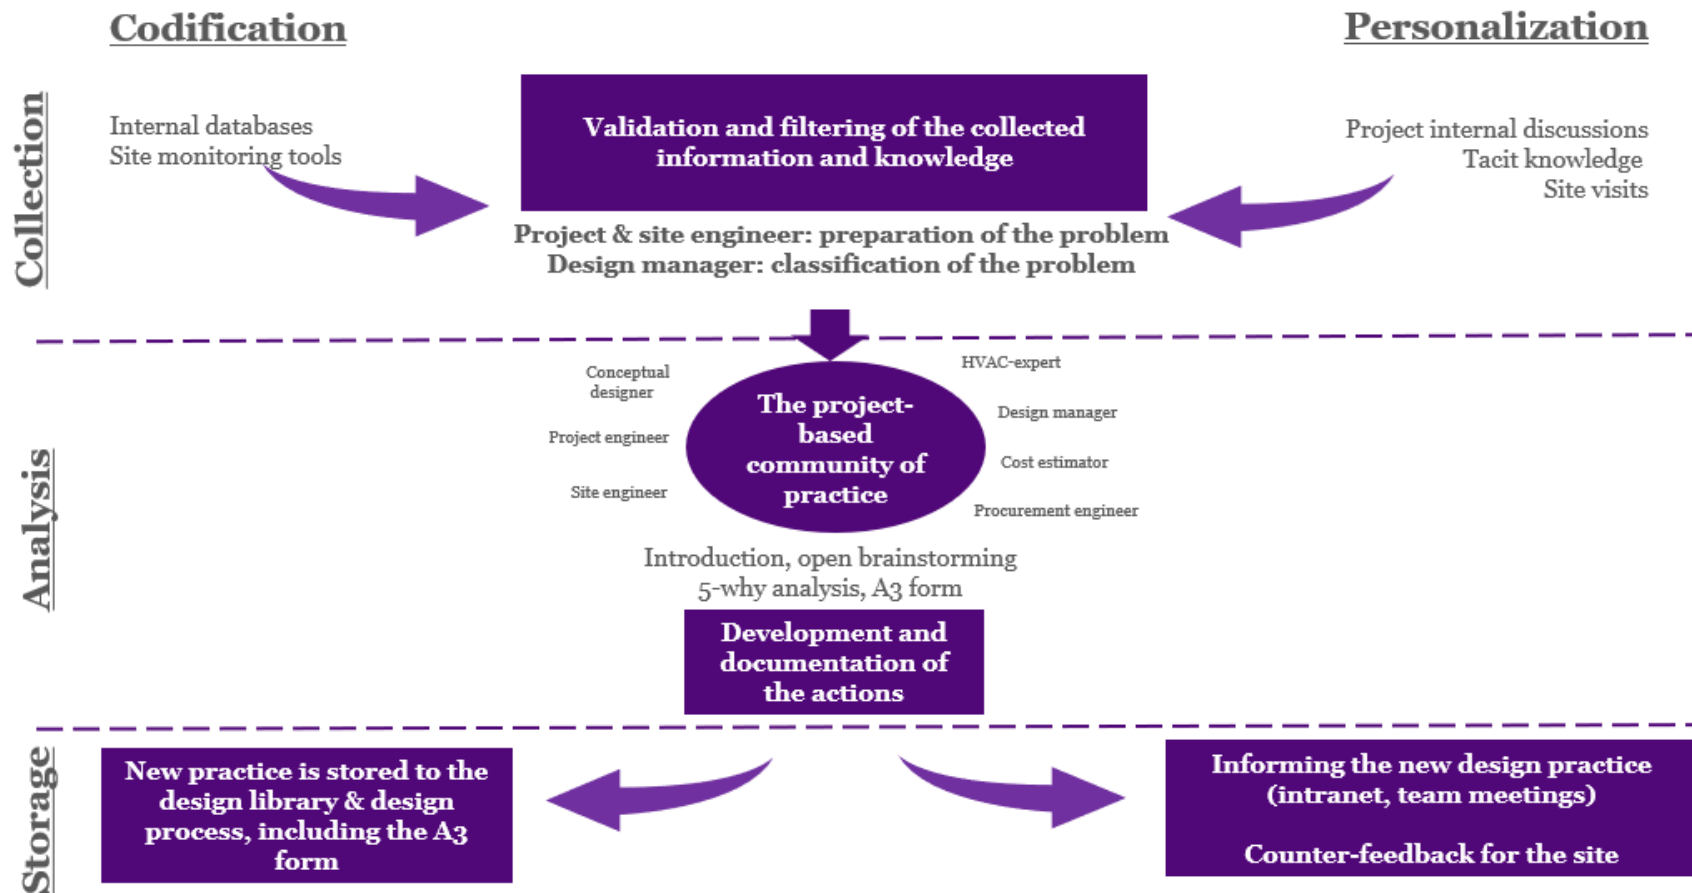 Codification
Personalization
Collection
Internal databases
Site monitoring tools
Validation and filtering of the collected
information and knowledge
Project internal discussions
Tacit knowledge
Site visits
Project & site engineer: preparation of the problem
Design manager: classification of the problem
Analysis
Conceptual
designer
Project engineer
Site engineer
The project-
based
community of
practice
HVAC-expert
Design manager
Cost estimator
Procurement engineer
Introduction, open brainstorming
5-why analysis, A3 form
Development and
documentation of
the actions
Storage
New practice is stored to the
design library & design
process, including the A3
form
Informing the new design practice
(intranet, team meetings)
Counter-feedback for the site